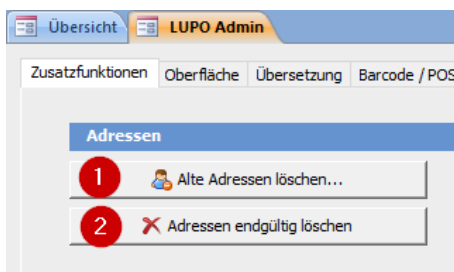 Übersicht LUPO Admin
Zusatzfunktionen Oberfläche Übersetzung Barcode / POS
Adressen
1 Alte Adressen löschen...
2 Adressen endgültig löschen